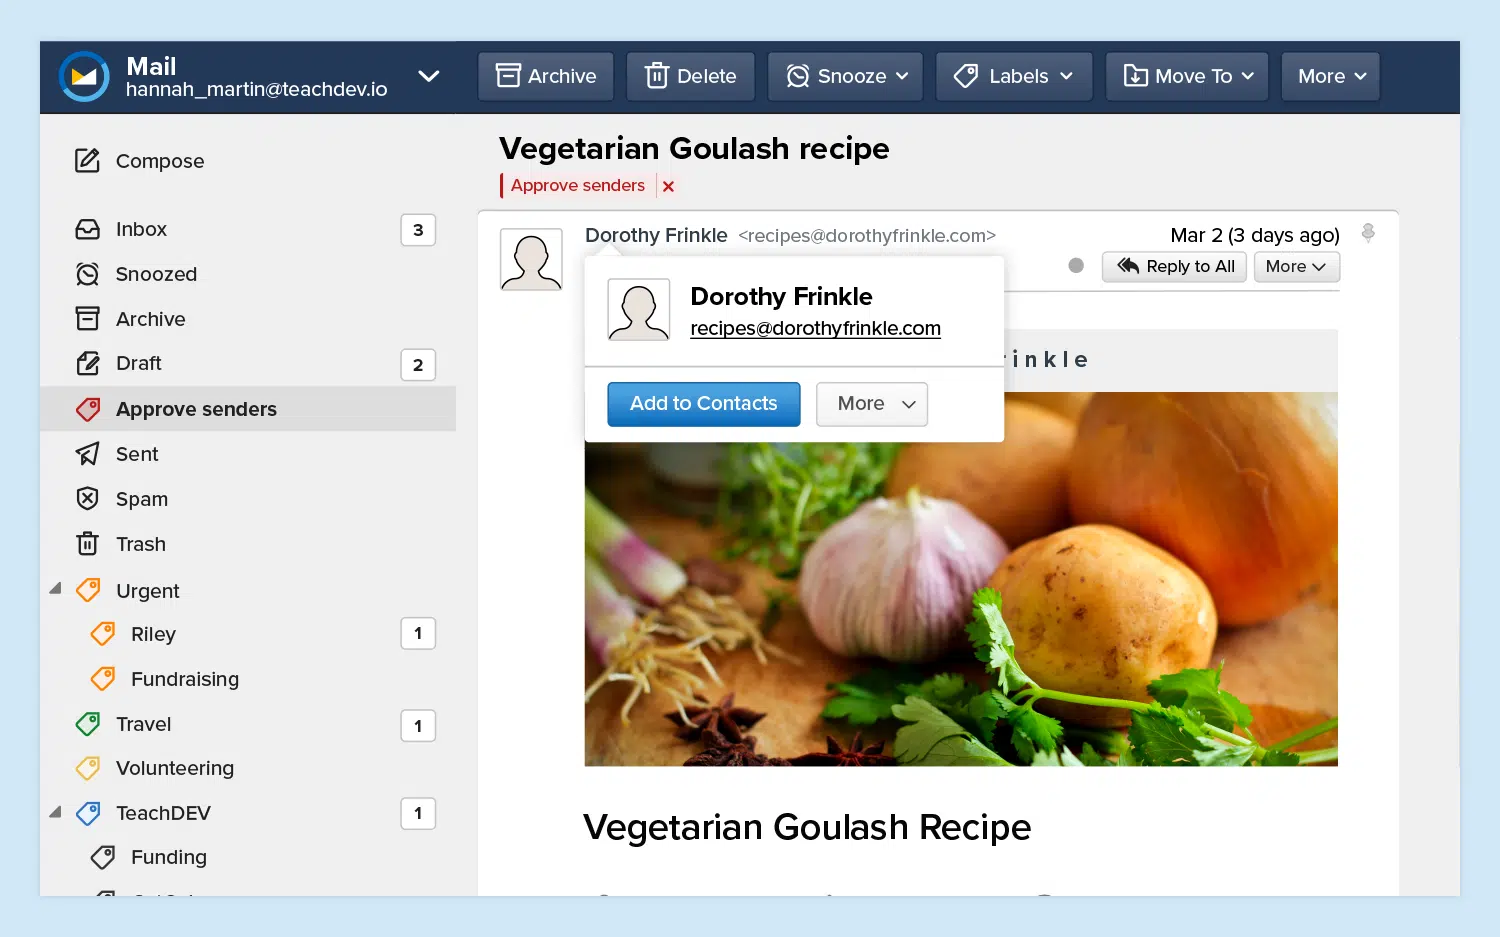 Mail
hannah_martin@teachdev.io
Archive
Delete
Snooze
Labels
Move To
More
Compose
Inbox 3
Snoozed
Archive
Draft 2
Approve senders
Sent
Spam
Trash
Urgent
Riley 1
Fundraising
Travel 1
Volunteering
TeachDEV 1
Funding
Vegetarian Goulash recipe
Approve senders
Dorothy Frinkle <recipes@dorothyfrinkle.com>
Mar 2 (3 days ago)
Reply to All
More
Dorothy Frinkle
recipes@dorothyfrinkle.com
Add to Contacts
More
rinkle
Vegetarian Goulash Recipe